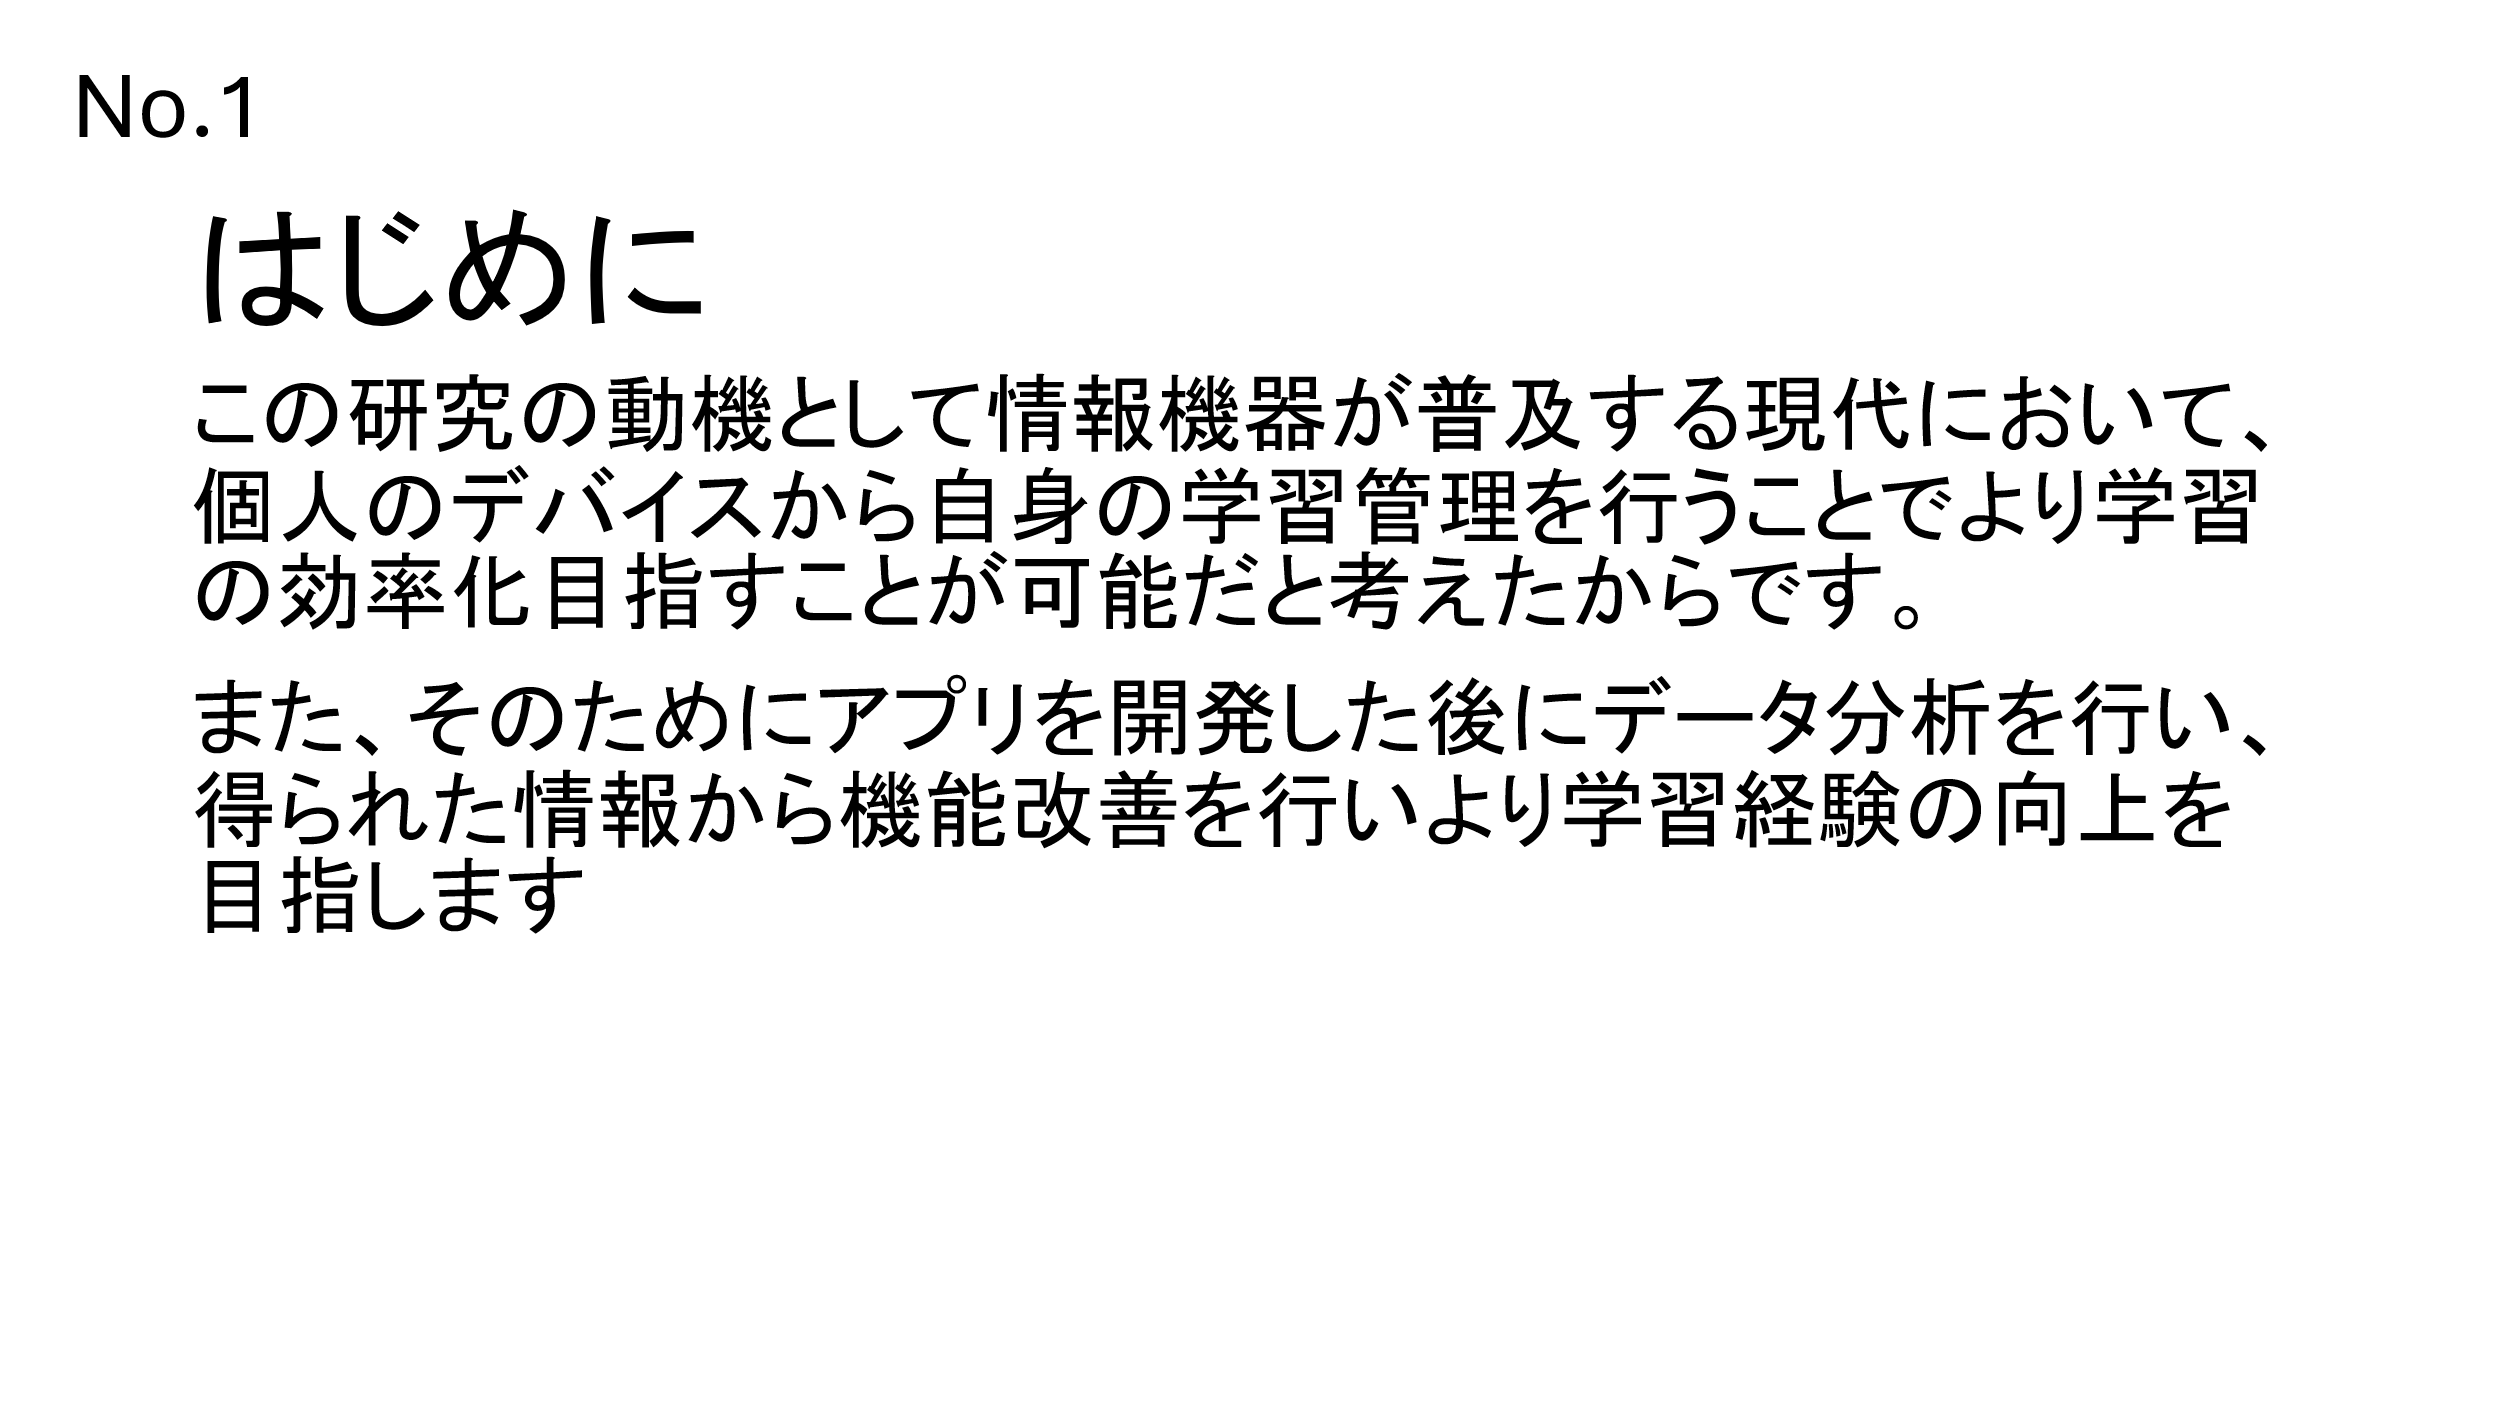 No.1
はじめに
この研究の動機として情報機器が普及する現代において、
個人のデバイスから自身の学習管理を行うことでより学習
の効率化目指すことが可能だと考えたからです。
また、そのためにアプリを開発した後にデータ分析を行い、
得られた情報から機能改善を行いより学習経験の向上を
目指します